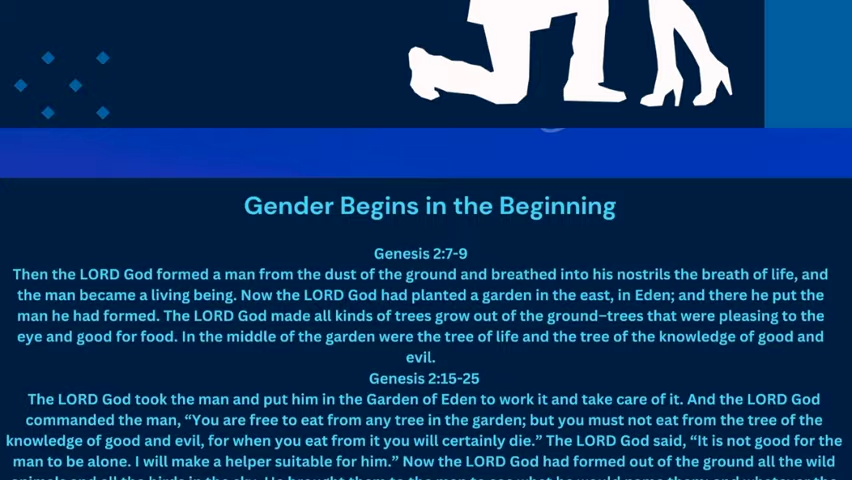 Gender Begins in the Beginning
Genesis 2:7-9
Then the LORD God formed a man from the dust of the ground and breathed into his nostrils the breath of life, and
the man became a living being. Now the LORD God had planted a garden in the east, in Eden; and there he put the
man he had formed. The LORD God made all kinds of trees grow out of the ground–trees that were pleasing to the
eye and good for food. In the middle of the garden were the tree of life and the tree of the knowledge of good and
evil.
Genesis 2:15-25
The LORD God took the man and put him in the Garden of Eden to work it and take care of it. And the LORD God
commanded the man, “You are free to eat from any tree in the garden; but you must not eat from the tree of the
knowledge of good and evil, for when you eat from it you will certainly die.” The LORD God said, “It is not good for the
man to be alone. I will make a helper suitable for him.” Now the LORD God had formed out of the ground all the wild